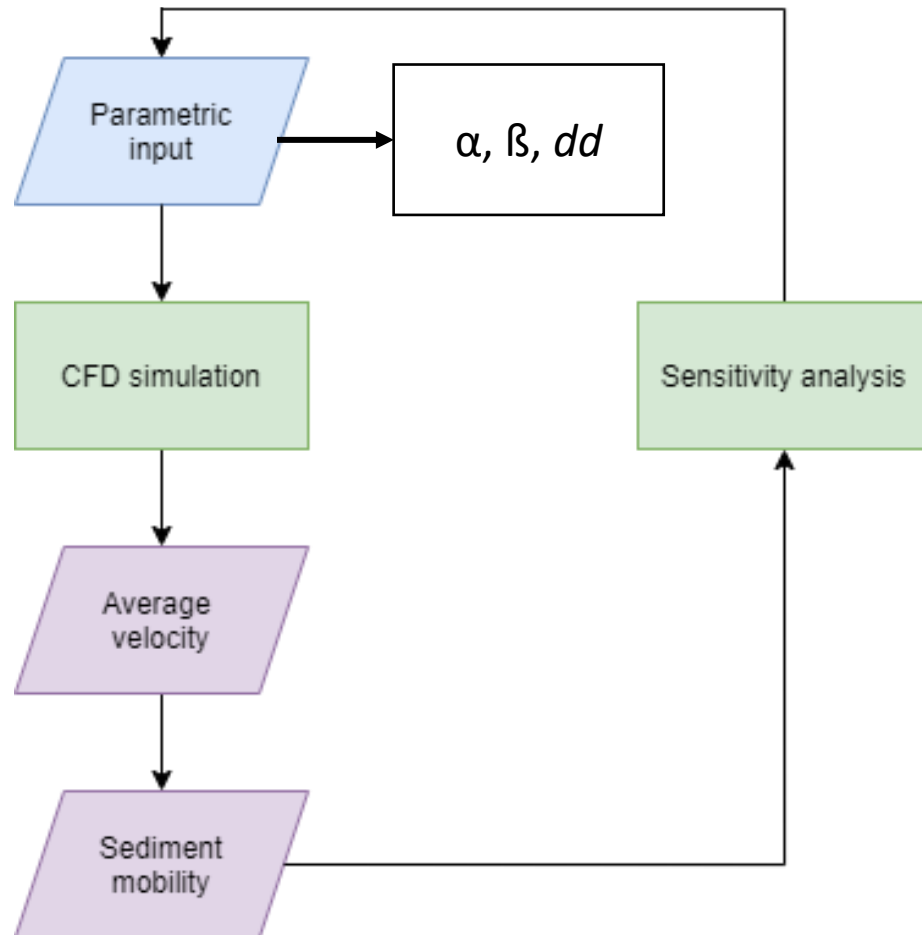 Parametric
input
α, ß, dd
CFD simulation
Sensitivity analysis
Average
velocity
Sediment
mobility